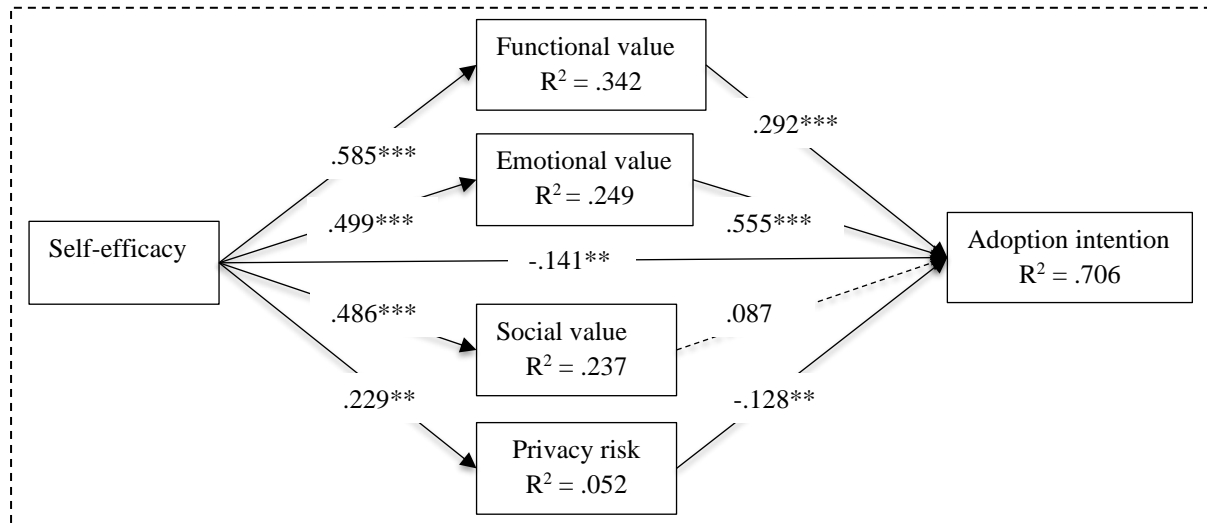 Functional value
R² = .342
.292***
.585***
Emotional value
R² = .249
.499***
.555***
Self-efficacy
-.141**
Adoption intention
R² = .706
.486***
Social value
R² = .237
.087
.229**
-.128**
Privacy risk
R² = .052